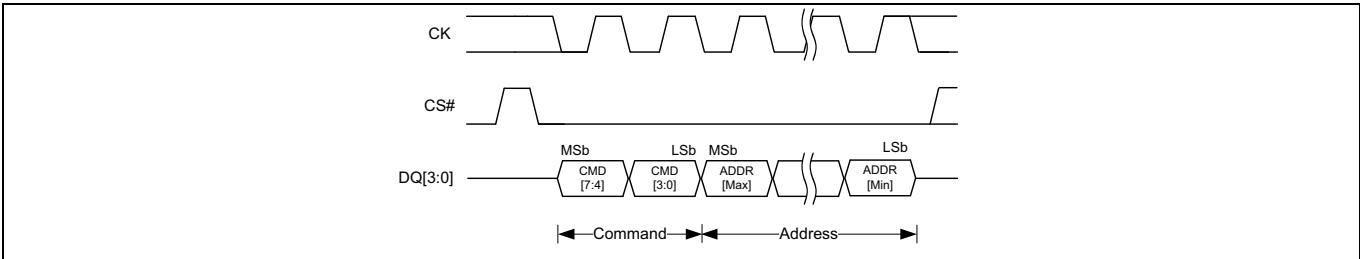 CK
CS#
MSb LSb MSb LSb
DQ[3:0] CMD [7:4] CMD [3:0] ADDR [Max] ADDR [Min]
Command Address